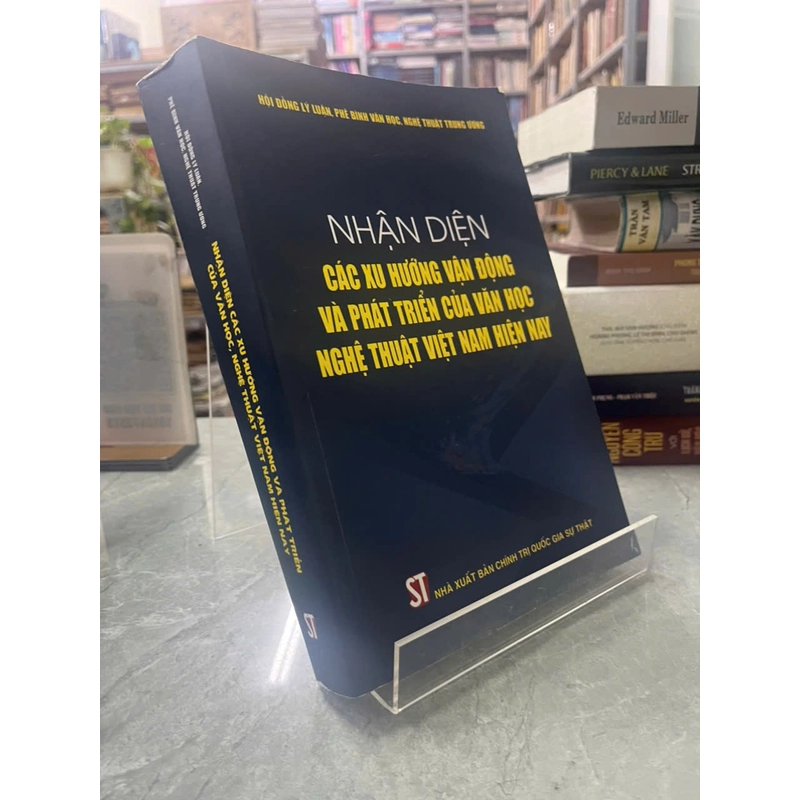 HỘI ĐỒNG LÝ LUẬN, PHÊ BÌNH VĂN HỌC, NGHỆ THUẬT TRUNG ƯƠNG
NHẬN DIỆN
CÁC XU HƯỚNG VẬN ĐỘNG
VÀ PHÁT TRIỂN CỦA VĂN HỌC
NGHỆ THUẬT VIỆT NAM HIỆN NAY
ST
NHÀ XUẤT BẢN CHÍNH TRỊ QUỐC GIA SỰ THẬT
HỘI ĐỒNG LÝ LUẬN,
PHÊ BÌNH VĂN HỌC, NGHỆ THUẬT TRUNG ƯƠNG
NHẬN DIỆN CÁC XU HƯỚNG VẬN ĐỘNG VÀ PHÁT TRIỂN
CỦA VĂN HỌC, NGHỆ THUẬT VIỆT NAM HIỆN NAY
ST
Edward Miller
PIERCY & LANE
STR
TRẦN
VĂN TÁM
NGUYỄN
CÔNG
TRỨ
VỚI